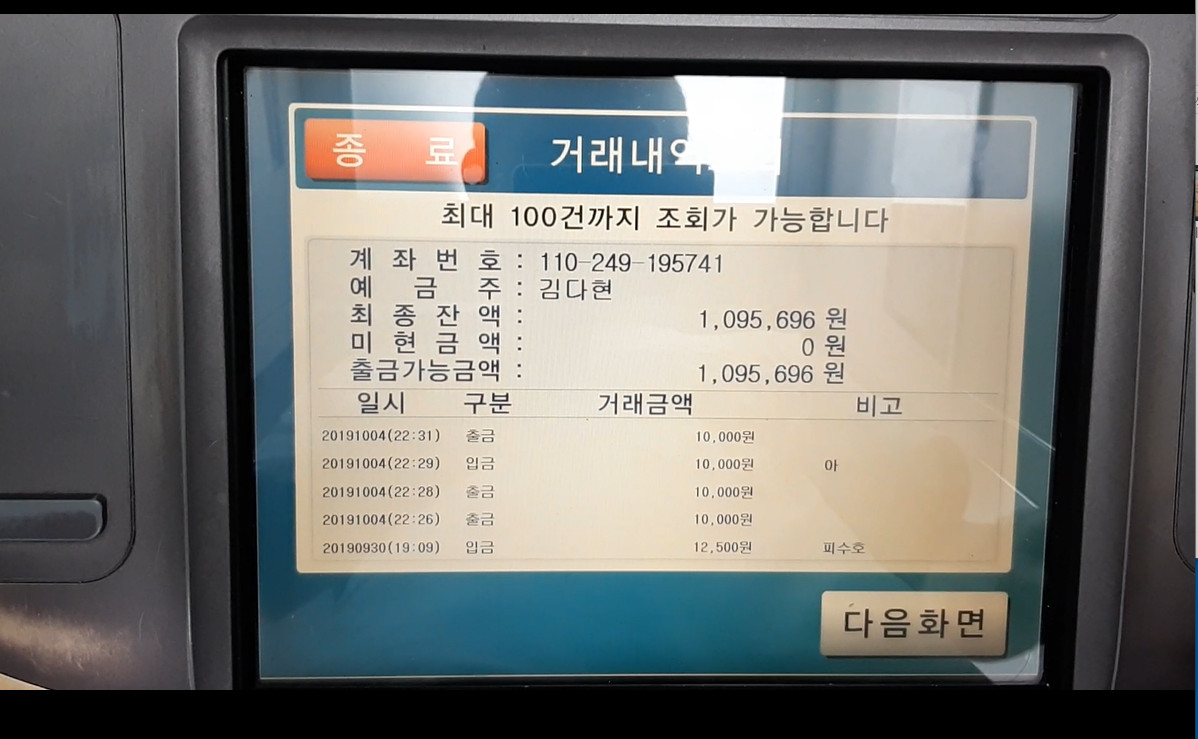 종 료
거래내
최대 100건까지 조회가 가능합니다
계 좌 번 호 : 110-249-195741
예 금 주 : 김다현
최 종 잔 액 : 1,095,696 원
미 현 금 액 : 0 원
출금가능금액 : 1,095,696 원
일시 구분 거래금액 비고
20191004(22:31) 출금 10,000원
20191004(22:29) 입금 10,000원 아
20191004(22:28) 출금 10,000원
20191004(22:26) 출금 10,000원
20190930(19:09) 입금 12,500원 피수호
다음화면